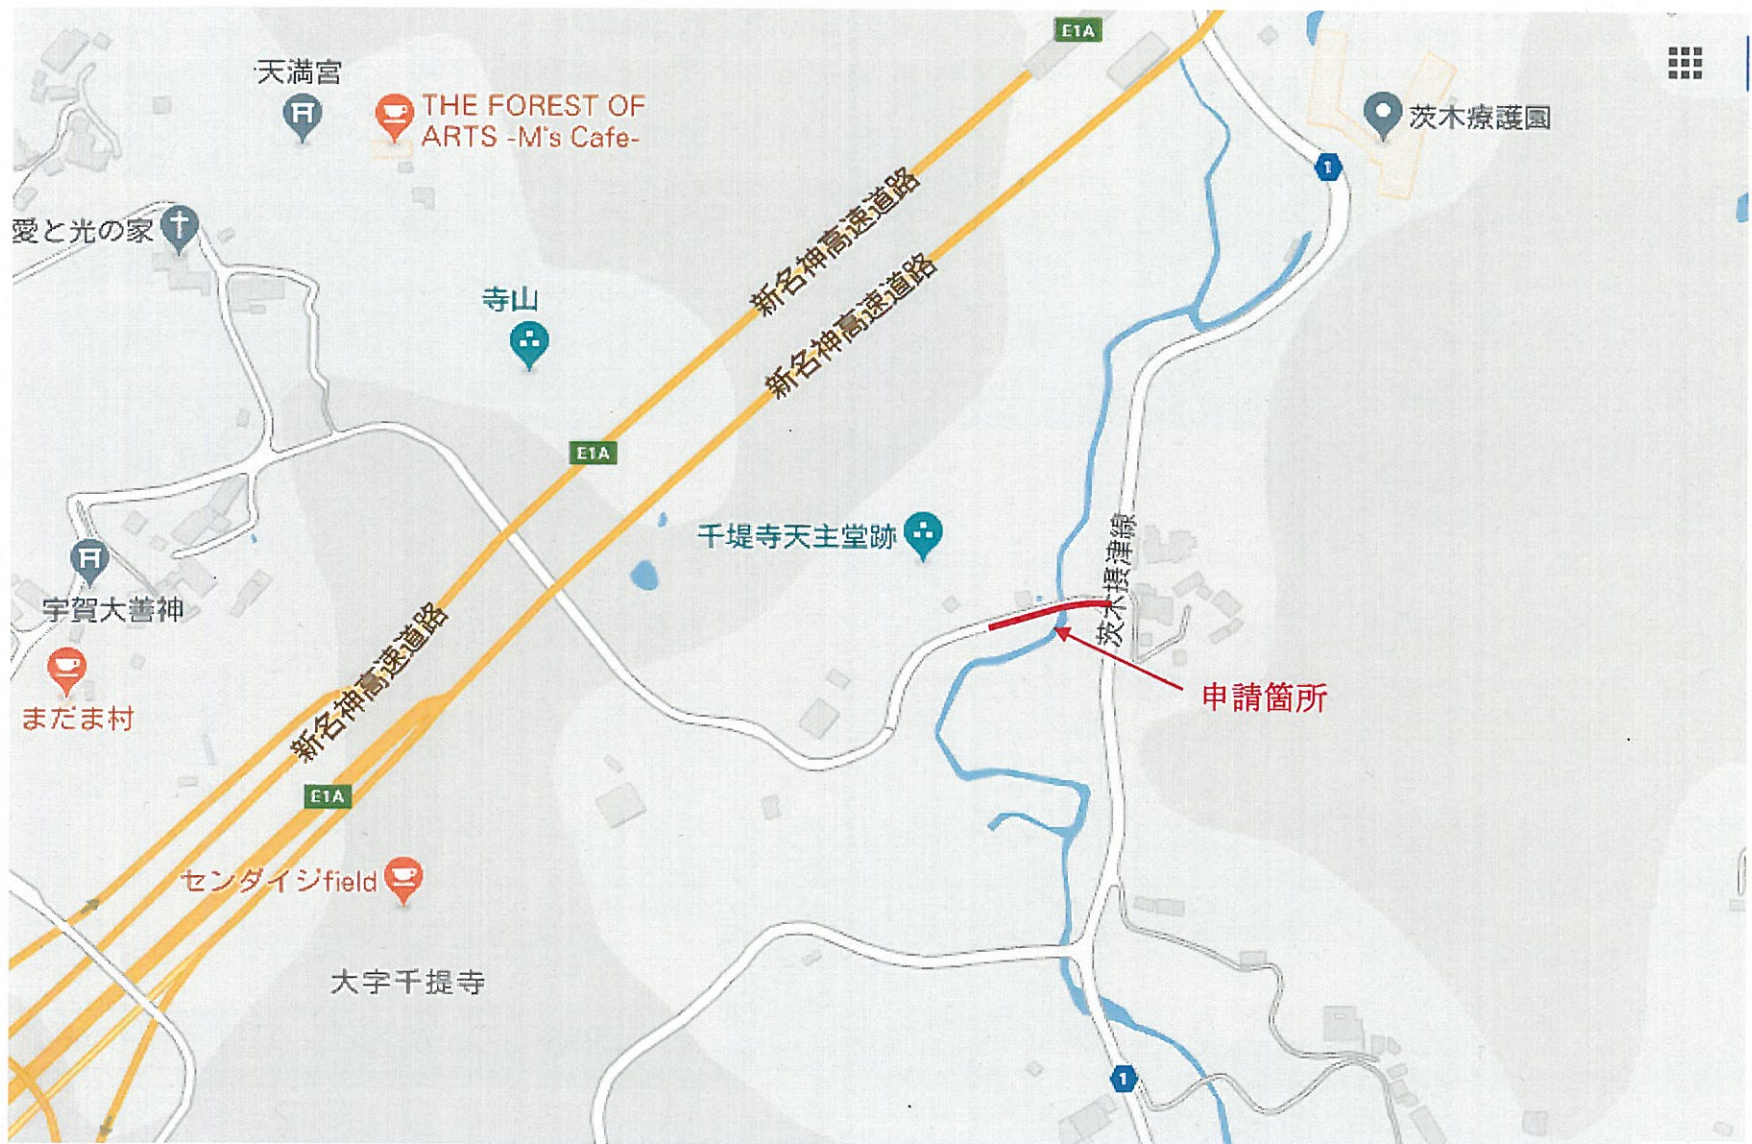 E1A
天満宮
THE FOREST OF
ARTS -M's Cafe-
茨木療護園
1
愛と光の家
新名神高速道路
新名神高速道路
寺山
E1A
千堤寺天主堂跡
茨木摂津線
宇賀大善神
新名神高速道路
まだま村
申請箇所
E1A
センダイジfield
大字千提寺
1